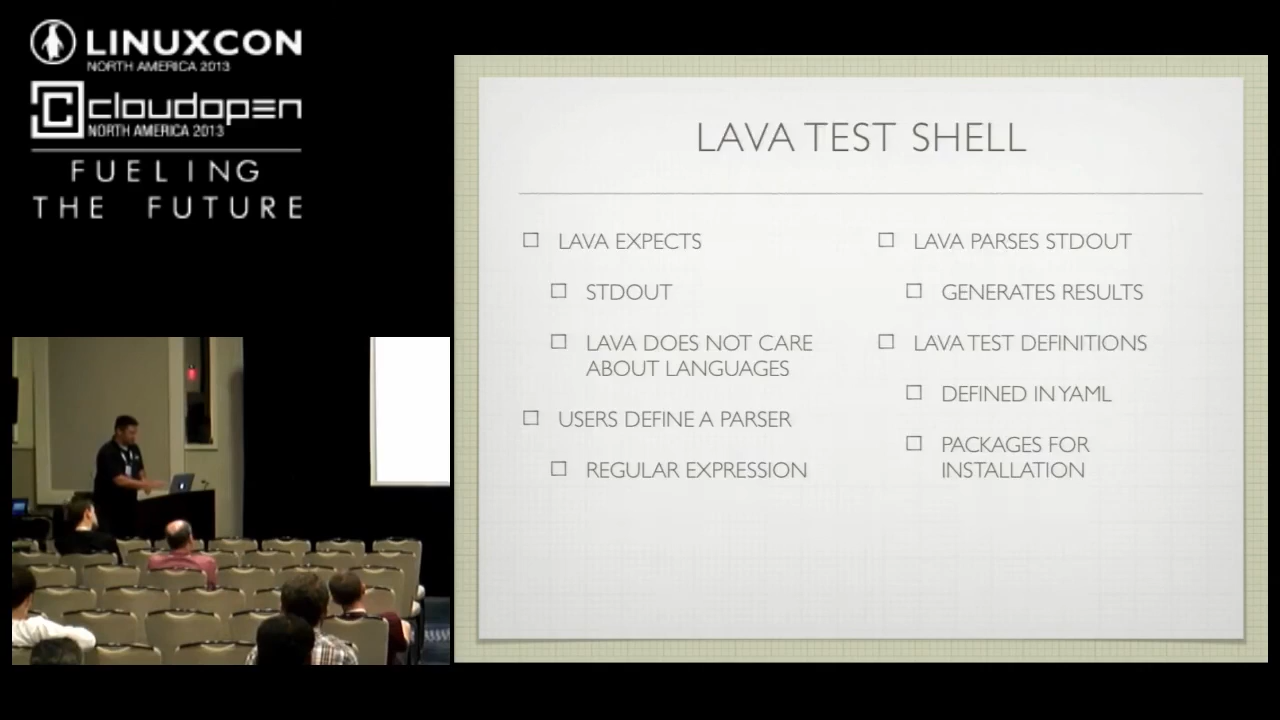 LINUXCON
NORTH AMERICA 2013
cloudopen
NORTH AMERICA 2013
FUELING
THE FUTURE
LAVA TEST SHELL
LAVA EXPECTS
STDOUT
LAVA DOES NOT CARE
ABOUT LANGUAGES
USERS DEFINE A PARSER
REGULAR EXPRESSION
LAVA PARSES STDOUT
GENERATES RESULTS
LAVA TEST DEFINITIONS
DEFINED IN YAML
PACKAGES FOR
INSTALLATION